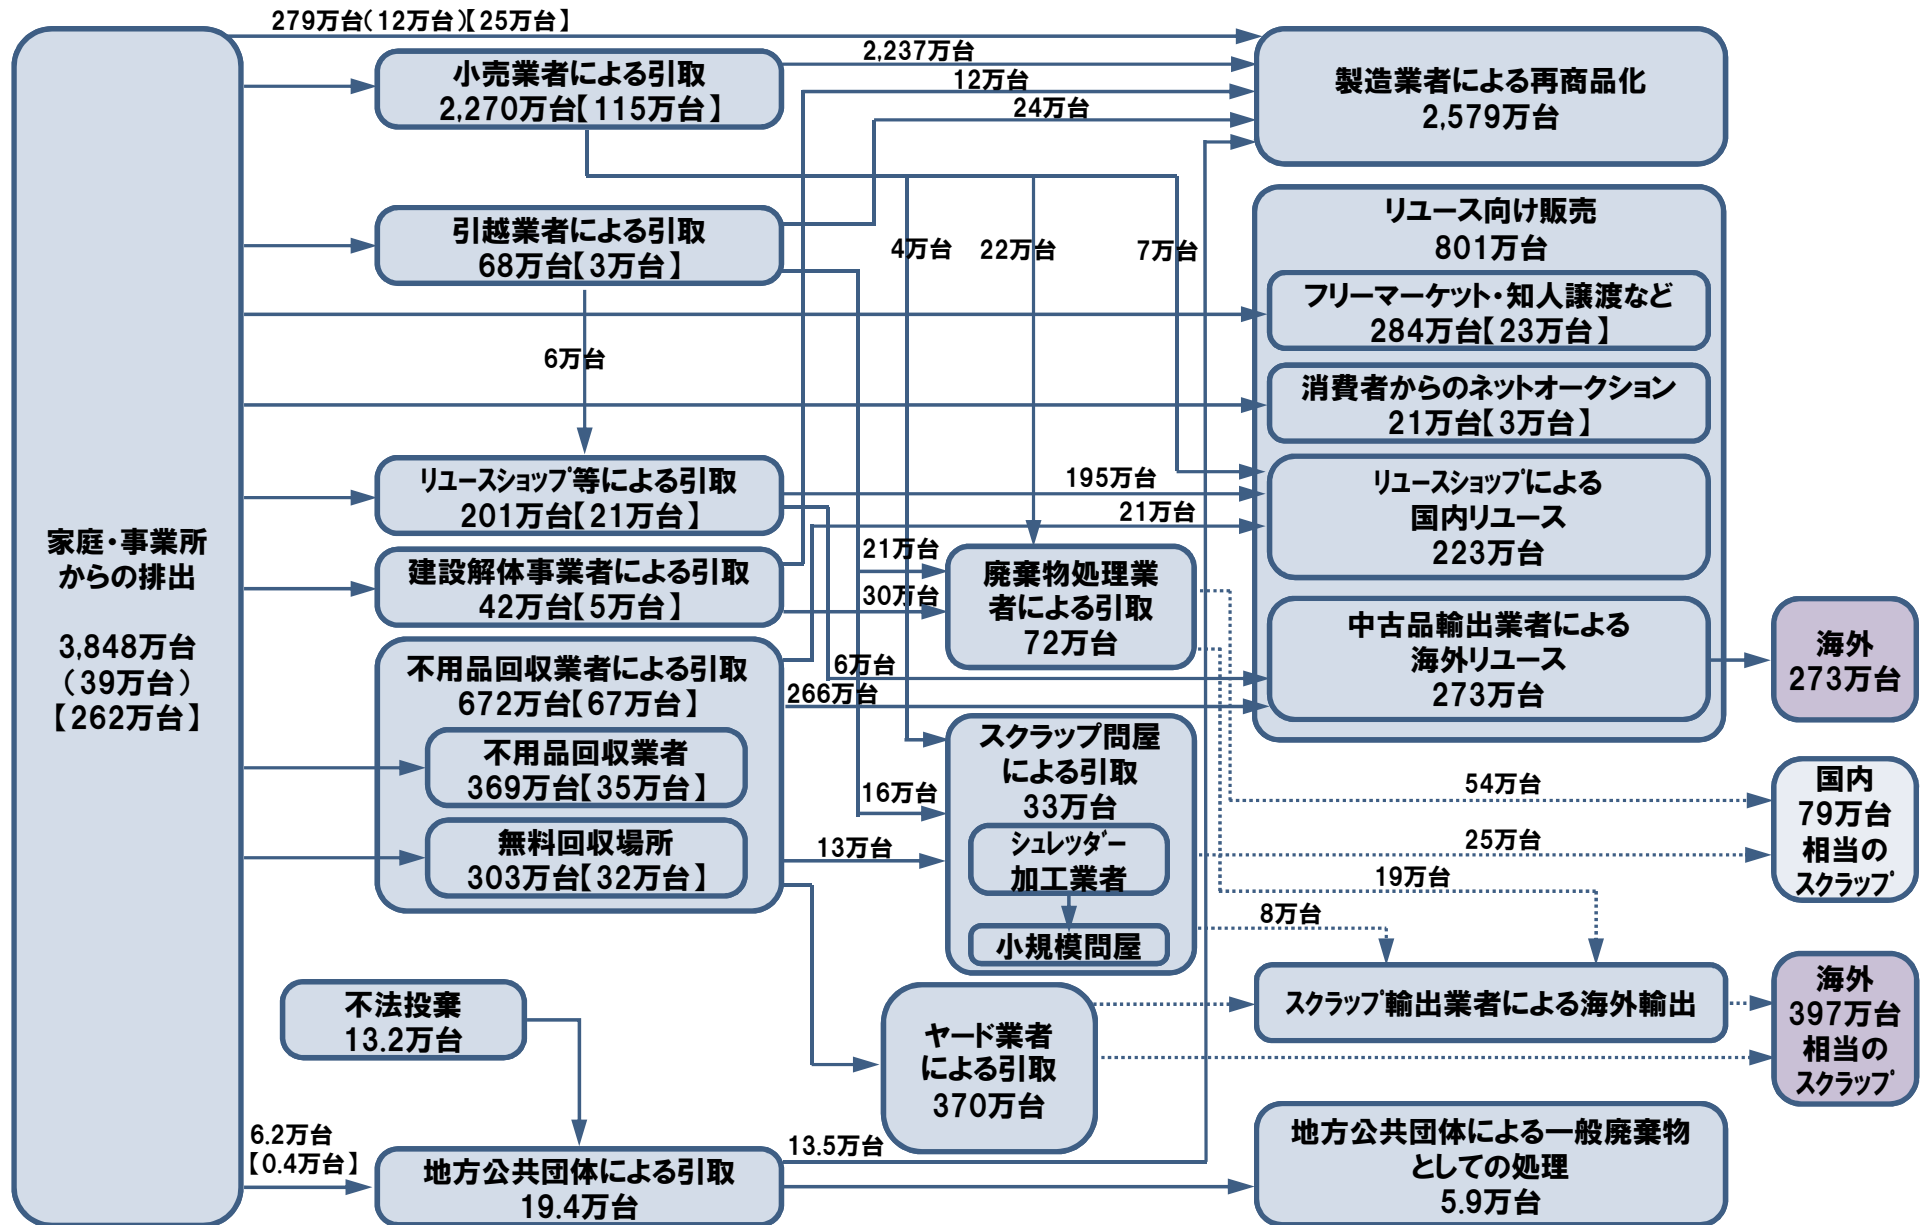 279万台(12万台)【25万台】
家庭・事業所
からの排出
3,848万台
(39万台)
【262万台】
小売業者による引取
2,270万台【115万台】
2,237万台
12万台
24万台
製造業者による再商品化
2,579万台
引越業者による引取
68万台【3万台】
4万台
22万台
7万台
6万台
リユース向け販売
801万台
フリーマーケット・知人譲渡など
284万台【23万台】
消費者からのネットオークション
21万台【3万台】
リユースショップ等による引取
201万台【21万台】
195万台
21万台
リユースショップによる
国内リユース
223万台
建設解体事業者による引取
42万台【5万台】
21万台
30万台
廃棄物処理業
者による引取
72万台
中古品輸出業者による
海外リユース
273万台
海外
273万台
不用品回収業者による引取
672万台【67万台】
6万台
266万台
不用品回収業者
369万台【35万台】
無料回収場所
303万台【32万台】
スクラップ問屋
による引取
33万台
シュレッダー
加工業者
小規模問屋
16万台
13万台
54万台
25万台
19万台
8万台
国内
79万台
相当の
スクラップ
スクラップ輸出業者による海外輸出
海外
397万台
相当の
スクラップ
不法投棄
13.2万台
ヤード業者
による引取
370万台
6.2万台
【0.4万台】
地方公共団体による引取
19.4万台
13.5万台
地方公共団体による一般廃棄物
としての処理
5.9万台